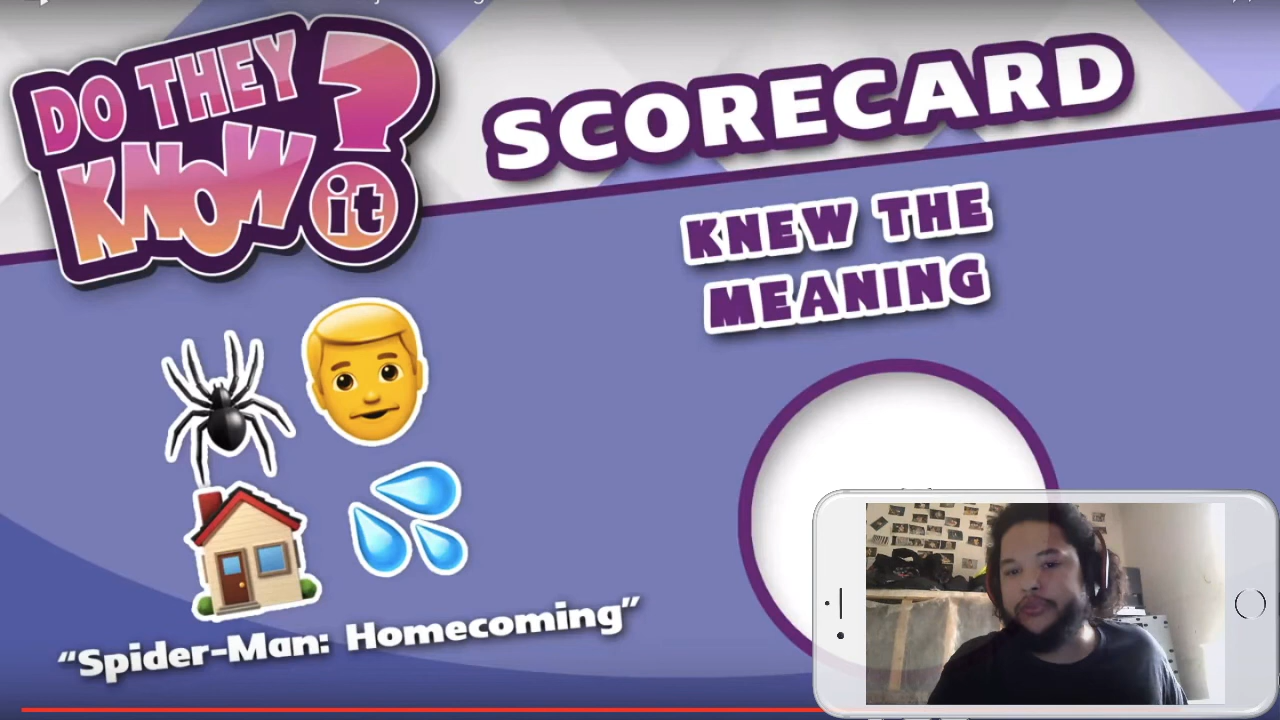 DO THEY
KNOW it?
SCORECARD
KNEW THE
MEANING
“Spider-Man: Homecoming”